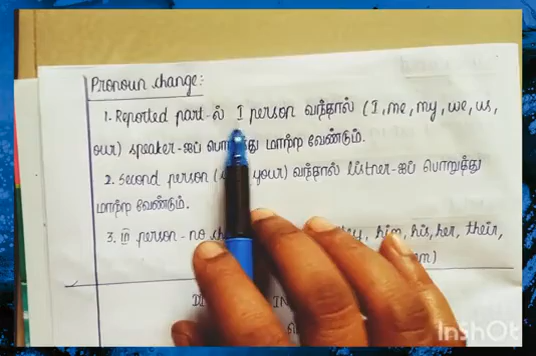 Pronoun change:
1. Reported part-ல் I person வந்தால் (I, me, my, we, us,
our) speaker-ஐப் பொறுத்து மாற்ற வேண்டும்.
2. Second person your) வந்தால் listner-ஐப் பொறுத்து
மாற்ற வேண்டும்.
3. III person - no him, his, her, their,
InShOt